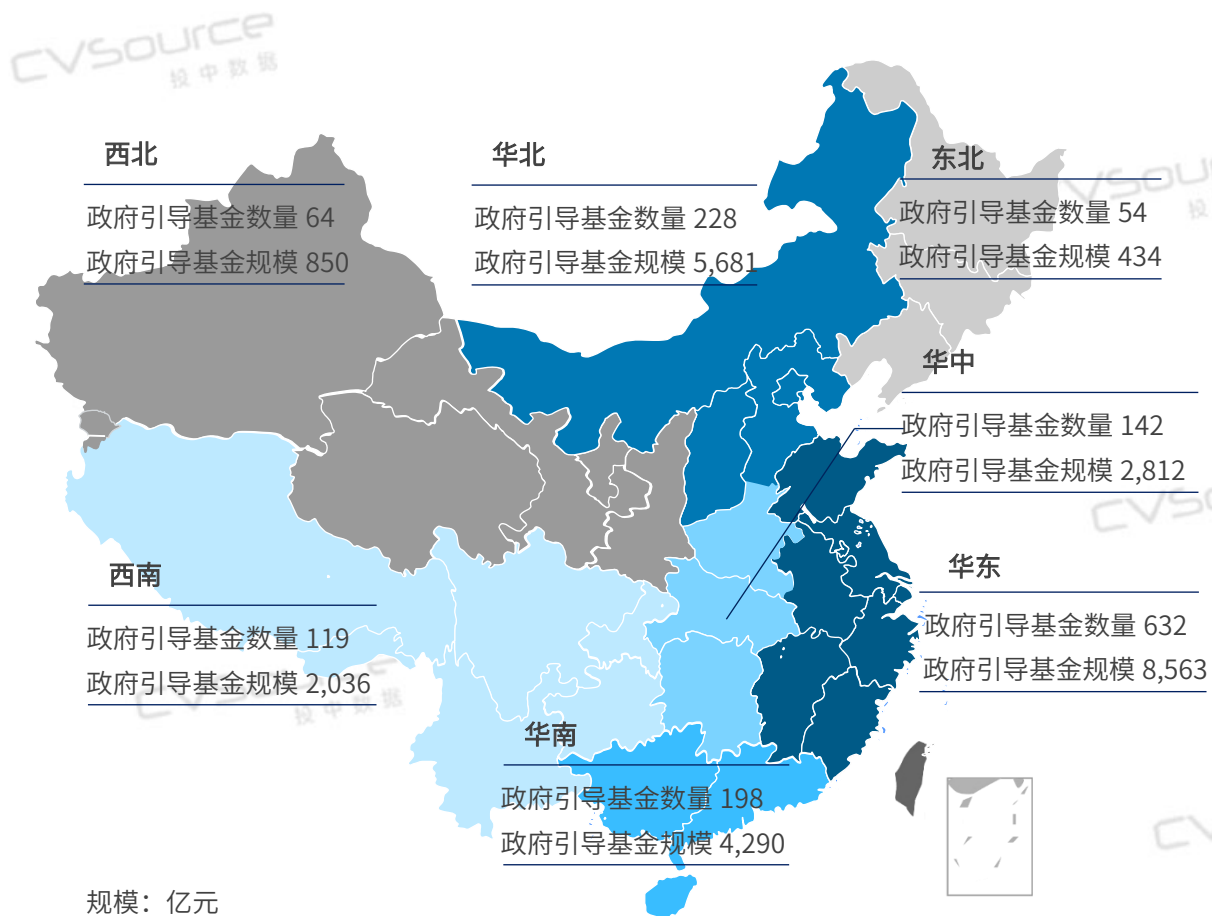 CVSource
投中数据
西北
政府引导基金数量 64
政府引导基金规模 850
华北
政府引导基金数量 228
政府引导基金规模 5,681
东北
政府引导基金数量 54
政府引导基金规模 434
VSou
投
华中
政府引导基金数量 142
政府引导基金规模 2,812
CVSo
西南
政府引导基金数量 119
政府引导基金规模 2,036
投中数据
华东
政府引导基金数量 632
政府引导基金规模 8,563
华南
政府引导基金数量 198
政府引导基金规模 4,290
CV
规模：亿元